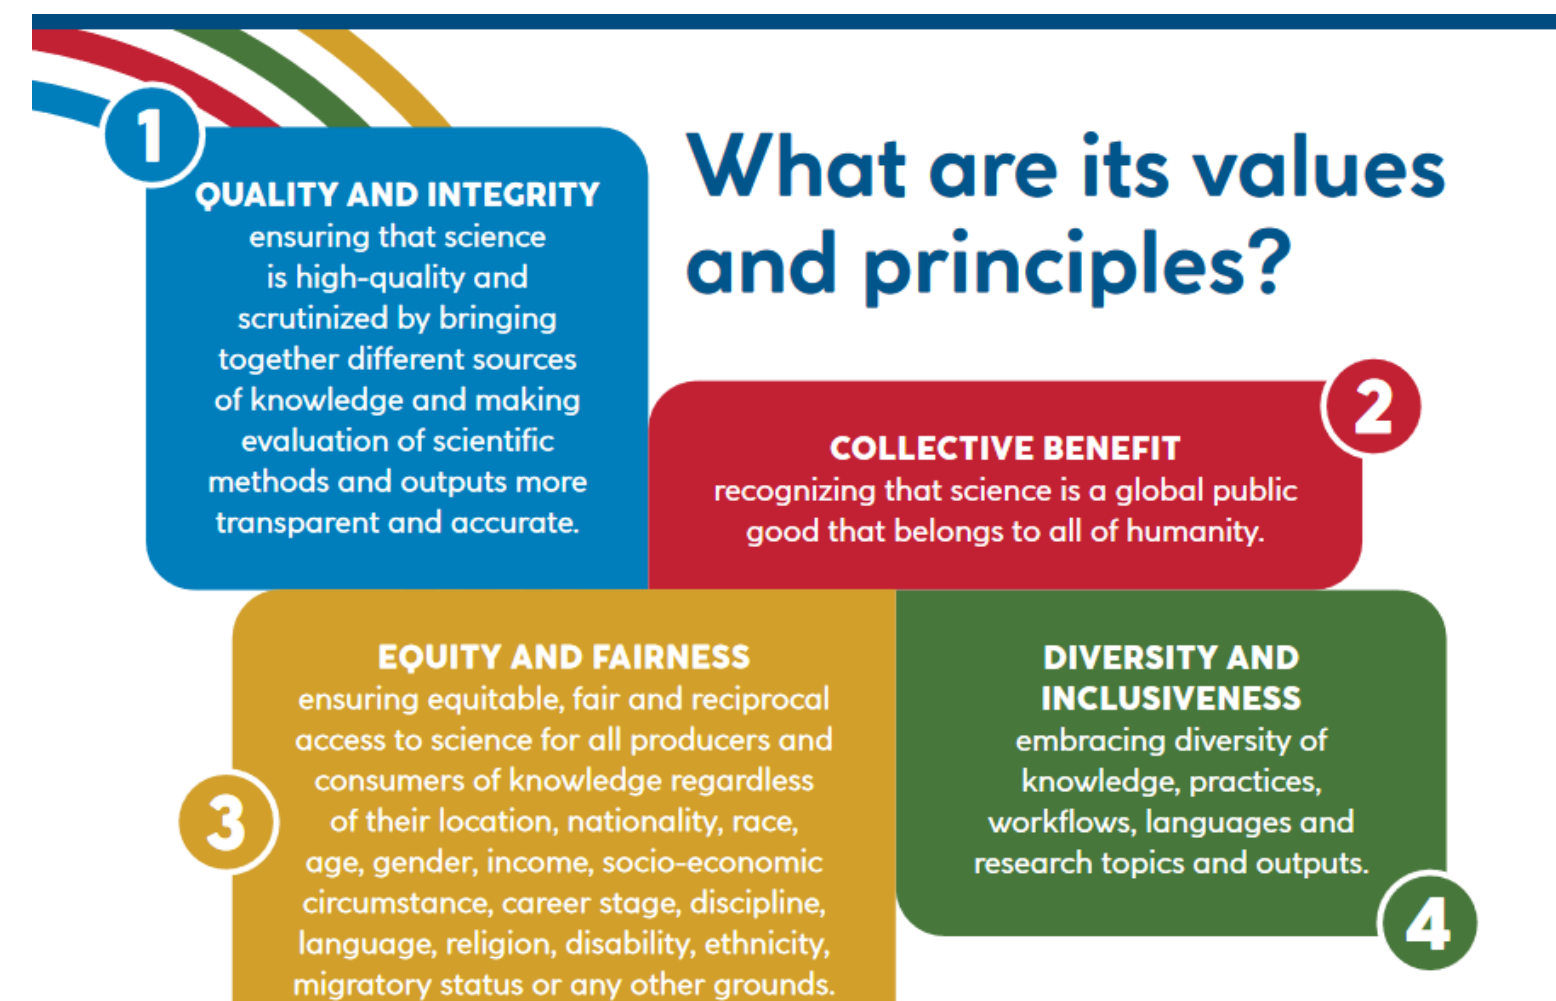 What are its values
and principles?
1
QUALITY AND INTEGRITY
ensuring that science
is high-quality and
scrutinized by bringing
together different sources
of knowledge and making
evaluation of scientific
methods and outputs more
transparent and accurate.
2
COLLECTIVE BENEFIT
recognizing that science is a global public
good that belongs to all of humanity.
3
EQUITY AND FAIRNESS
ensuring equitable, fair and reciprocal
access to science for all producers and
consumers of knowledge regardless
of their location, nationality, race,
age, gender, income, socio-economic
circumstance, career stage, discipline,
language, religion, disability, ethnicity,
migratory status or any other grounds.
4
DIVERSITY AND
INCLUSIVENESS
embracing diversity of
knowledge, practices,
workflows, languages and
research topics and outputs.